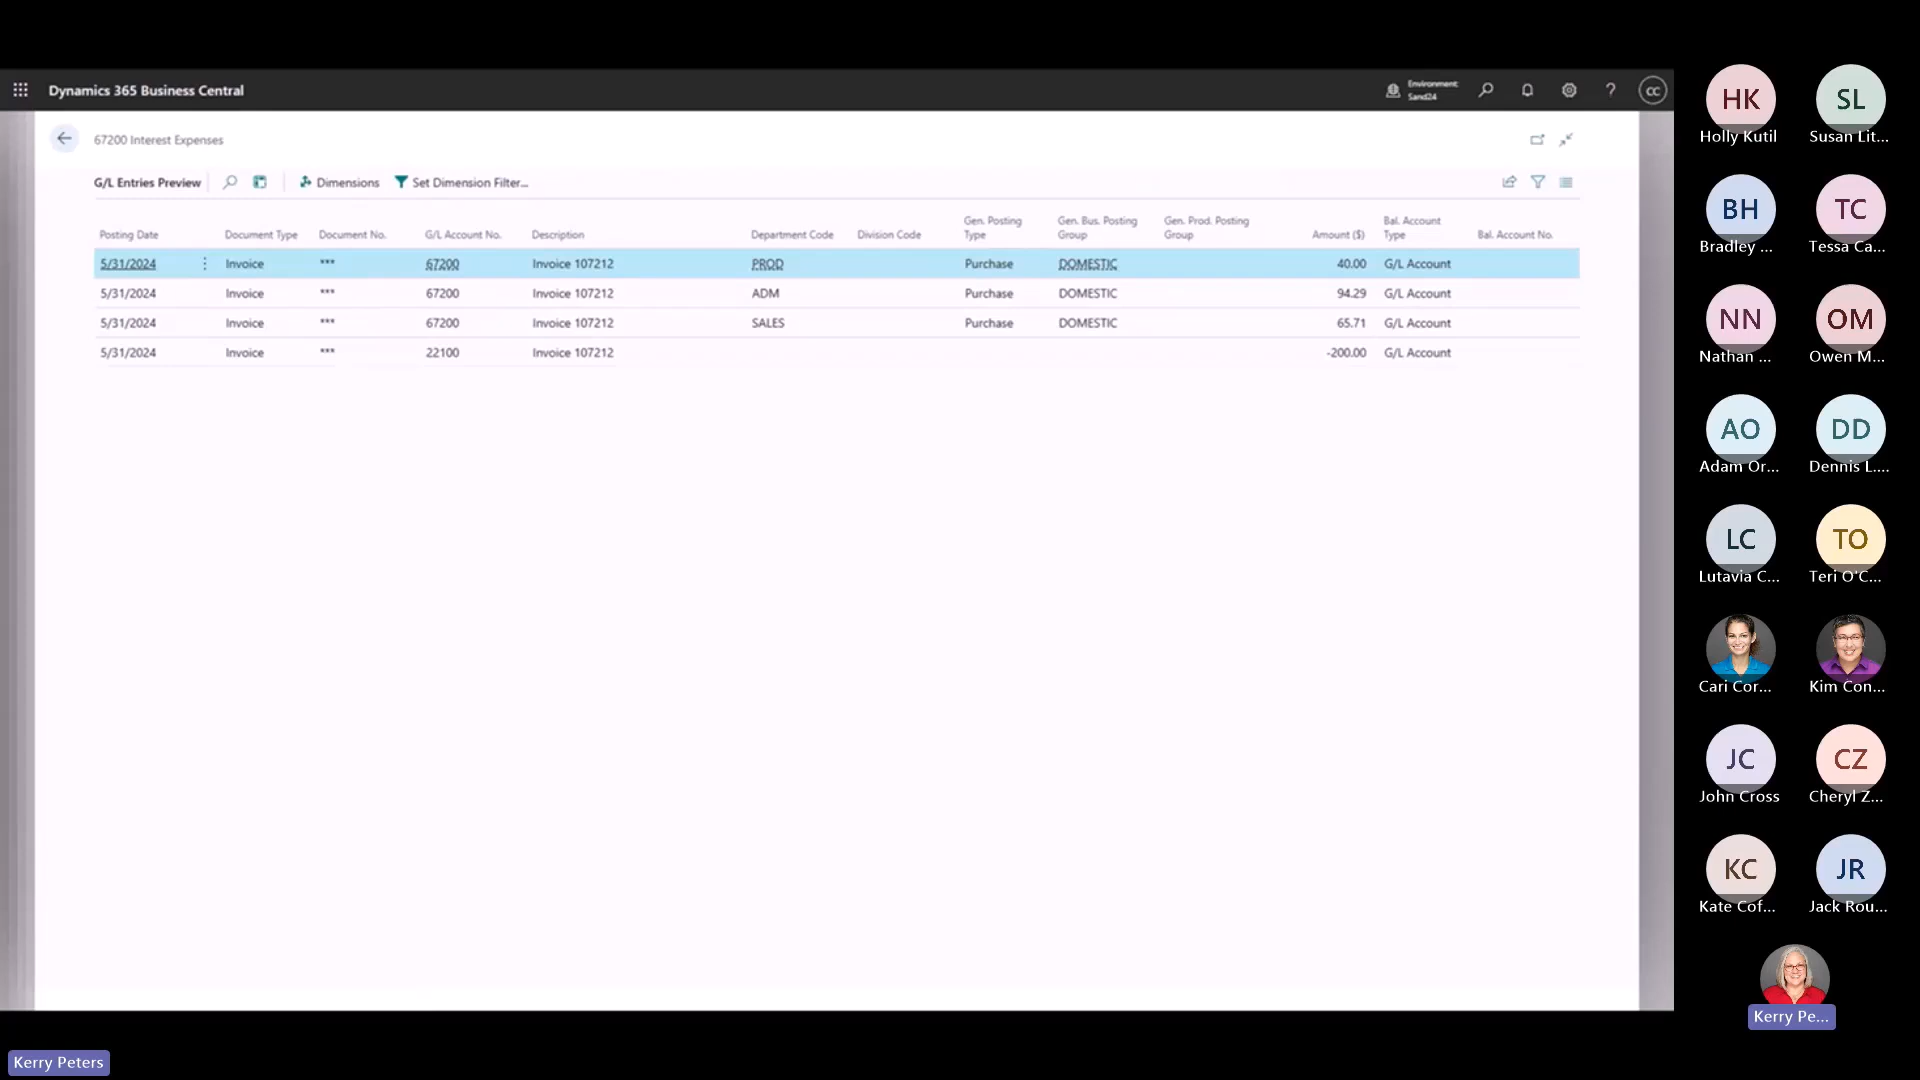 Dynamics 365 Business Central
Environment:
Sand24
?
CC
67200 Interest Expenses
G/L Entries Preview
Dimensions
Set Dimension Filter...
Posting Date Document Type Document No. G/L Account No. Description Department Code Division Code Gen. Posting Type Gen. Bus. Posting Group Gen. Prod. Posting Group Amount ($) Bal. Account Type Bal. Account No.
5/31/2024 Invoice *** 67200 Invoice 107212 PROD Purchase DOMESTIC 40.00 G/L Account
5/31/2024 Invoice *** 67200 Invoice 107212 ADM Purchase DOMESTIC 94.29 G/L Account
5/31/2024 Invoice *** 67200 Invoice 107212 SALES Purchase DOMESTIC 65.71 G/L Account
5/31/2024 Invoice *** 22100 Invoice 107212 -200.00 G/L Account
HK SL
Holly Kutil Susan Lit...
BH TC
Bradley ... Tessa Ca...
NN OM
Nathan ... Owen M...
AO DD
Adam Or... Dennis L....
LC TO
Lutavia C... Teri O'C...
Cari Cor... Kim Con...
JC CZ
John Cross Cheryl Z...
KC JR
Kate Cof... Jack Rou...
Kerry Pe...
Kerry Peters